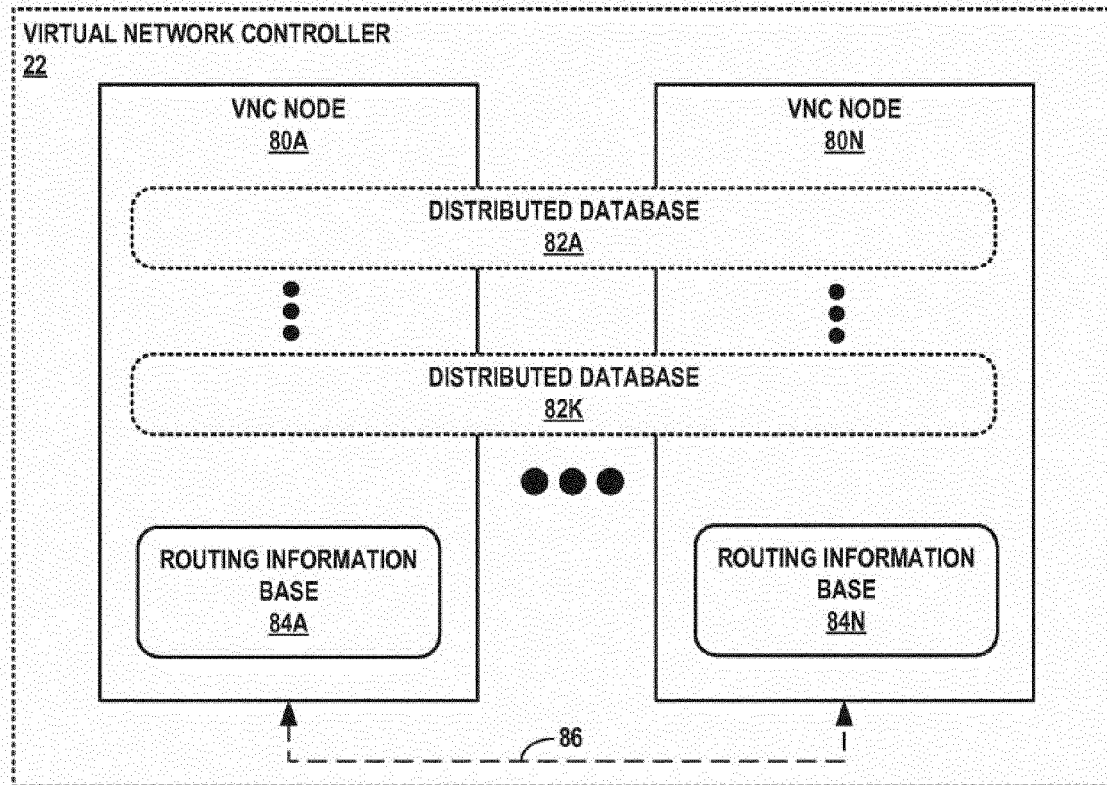 VIRTUAL NETWORK CONTROLLER
22
VNC NODE
80A
VNC NODE
80N
DISTRIBUTED DATABASE
82A
DISTRIBUTED DATABASE
82K
ROUTING INFORMATION
BASE
84A
ROUTING INFORMATION
BASE
84N
86